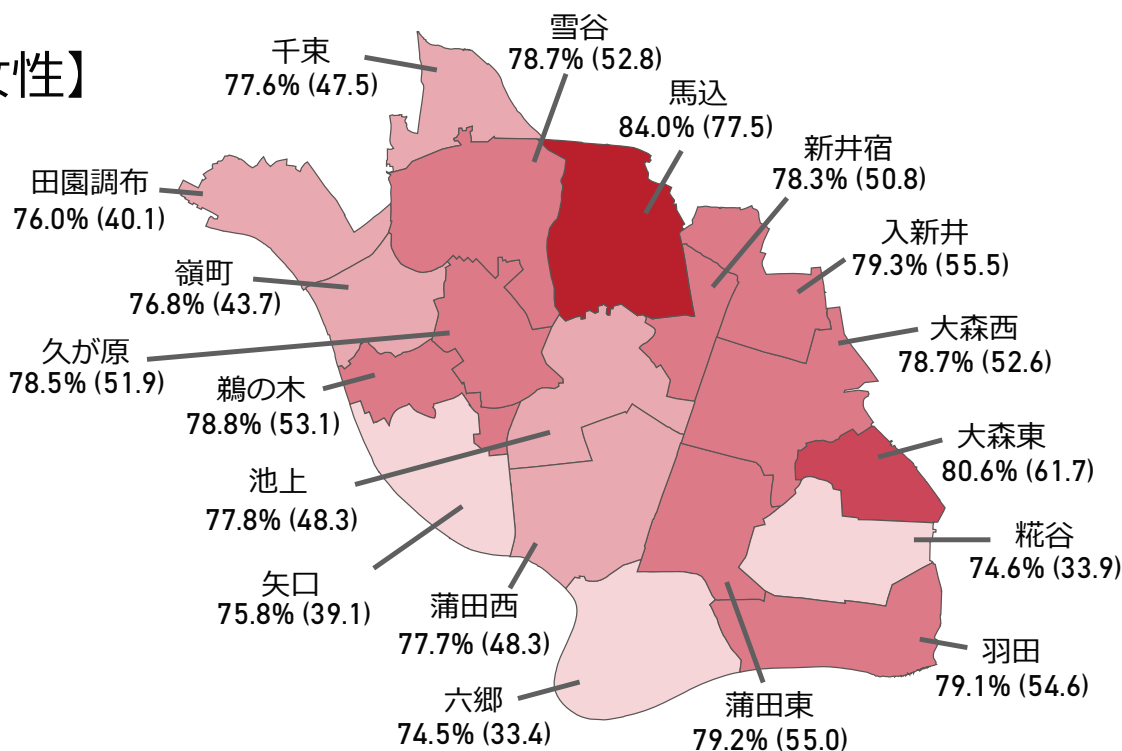 女性】
千束
77.6% (47.5)
雪谷
78.7% (52.8)
馬込
84.0% (77.5)
新井宿
78.3% (50.8)
田園調布
76.0% (40.1)
入新井
79.3% (55.5)
嶺町
76.8% (43.7)
大森西
78.7% (52.6)
久が原
78.5% (51.9)
鵜の木
78.8% (53.1)
大森東
80.6% (61.7)
池上
77.8% (48.3)
糀谷
74.6% (33.9)
矢口
75.8% (39.1)
蒲田西
77.7% (48.3)
羽田
79.1% (54.6)
六郷
74.5% (33.4)
蒲田東
79.2% (55.0)